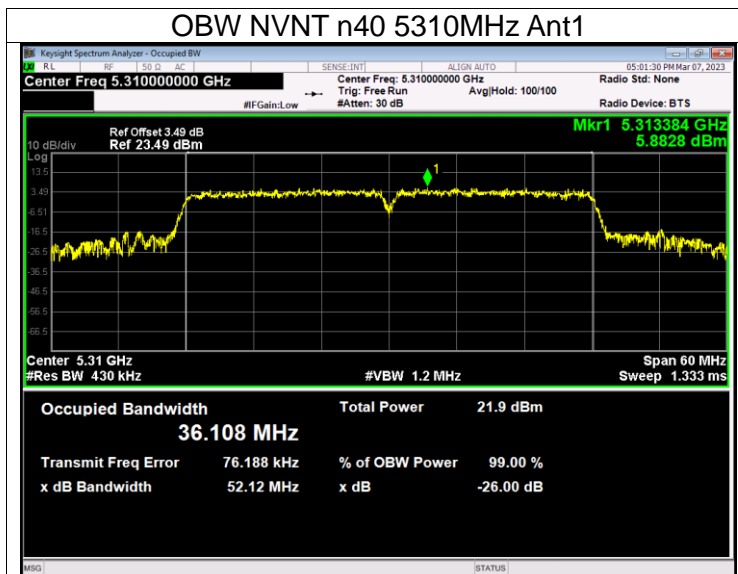 OBW NVNT n40 5310MHz Ant1
Keysight Spectrum Analyzer - Occupied BW
RL RF 50 Ω AC SENSE:INT ALIGN AUTO 05:01:30 PM Mar 07, 2023
Center Freq 5.310000000 GHz Center Freq: 5.310000000 GHz Radio Std: None
Trig: Free Run Avg|Hold: 100/100
#IFGain:Low #Atten: 30 dB Radio Device: BTS
Mkr1 5.313384 GHz
Ref Offset 3.49 dB
10 dB/div Ref 23.49 dBm 5.8828 dBm
Log
13.5
1
3.49
-6.51
-16.5
-26.5
-36.5
-46.5
-56.5
-66.5
Center 5.31 GHz Span 60 MHz
#Res BW 430 kHz #VBW 1.2 MHz Sweep 1.333 ms
Occupied Bandwidth Total Power 21.9 dBm
36.108 MHz
Transmit Freq Error 76.188 kHz % of OBW Power 99.00 %
x dB Bandwidth 52.12 MHz x dB -26.00 dB
MSG STATUS